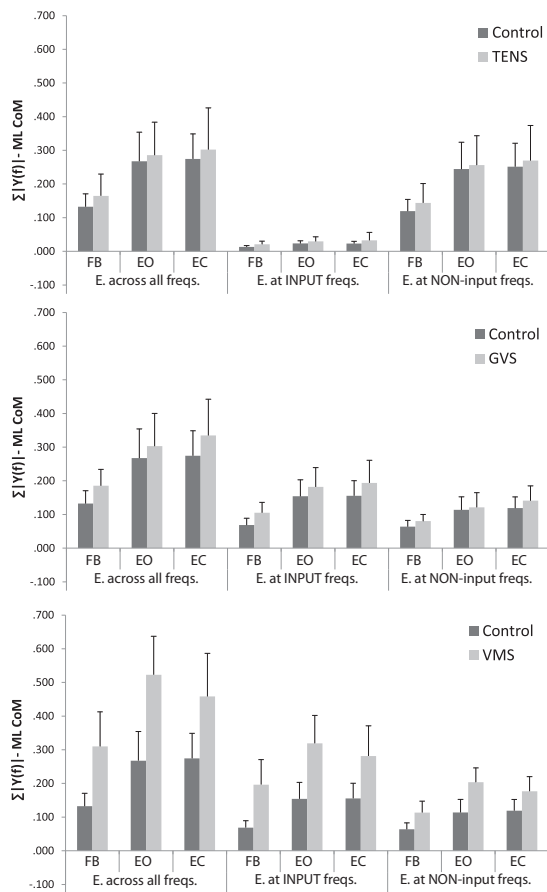 .700
Control
TENS
.600
.500
.400
.300
.200
.100
.000
-.100
∑|Y(f)|- ML CoM
FB EO EC FB EO EC FB EO EC
E. across all freqs. E. at INPUT freqs. E. at NON-input freqs.
.700
Control
GVS
.600
.500
.400
.300
.200
.100
.000
-.100
∑|Y(f)|- ML CoM
FB EO EC FB EO EC FB EO EC
E. across all freqs. E. at INPUT freqs. E. at NON-input freqs.
.700
Control
VMS
.600
.500
.400
.300
.200
.100
.000
-.100
∑|Y(f)|- ML CoM
FB EO EC FB EO EC FB EO EC
E. across all freqs. E. at INPUT freqs. E. at NON-input freqs.